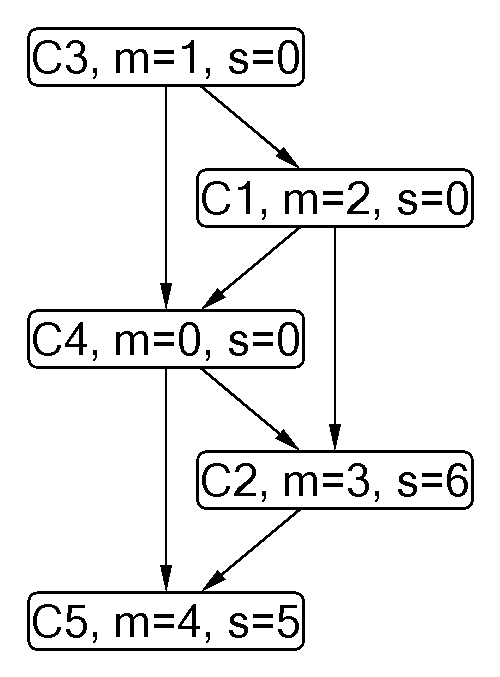 C3, m=1, s=0
C1, m=2, s=0
C4, m=0, s=0
C2, m=3, s=6
C5, m=4, s=5